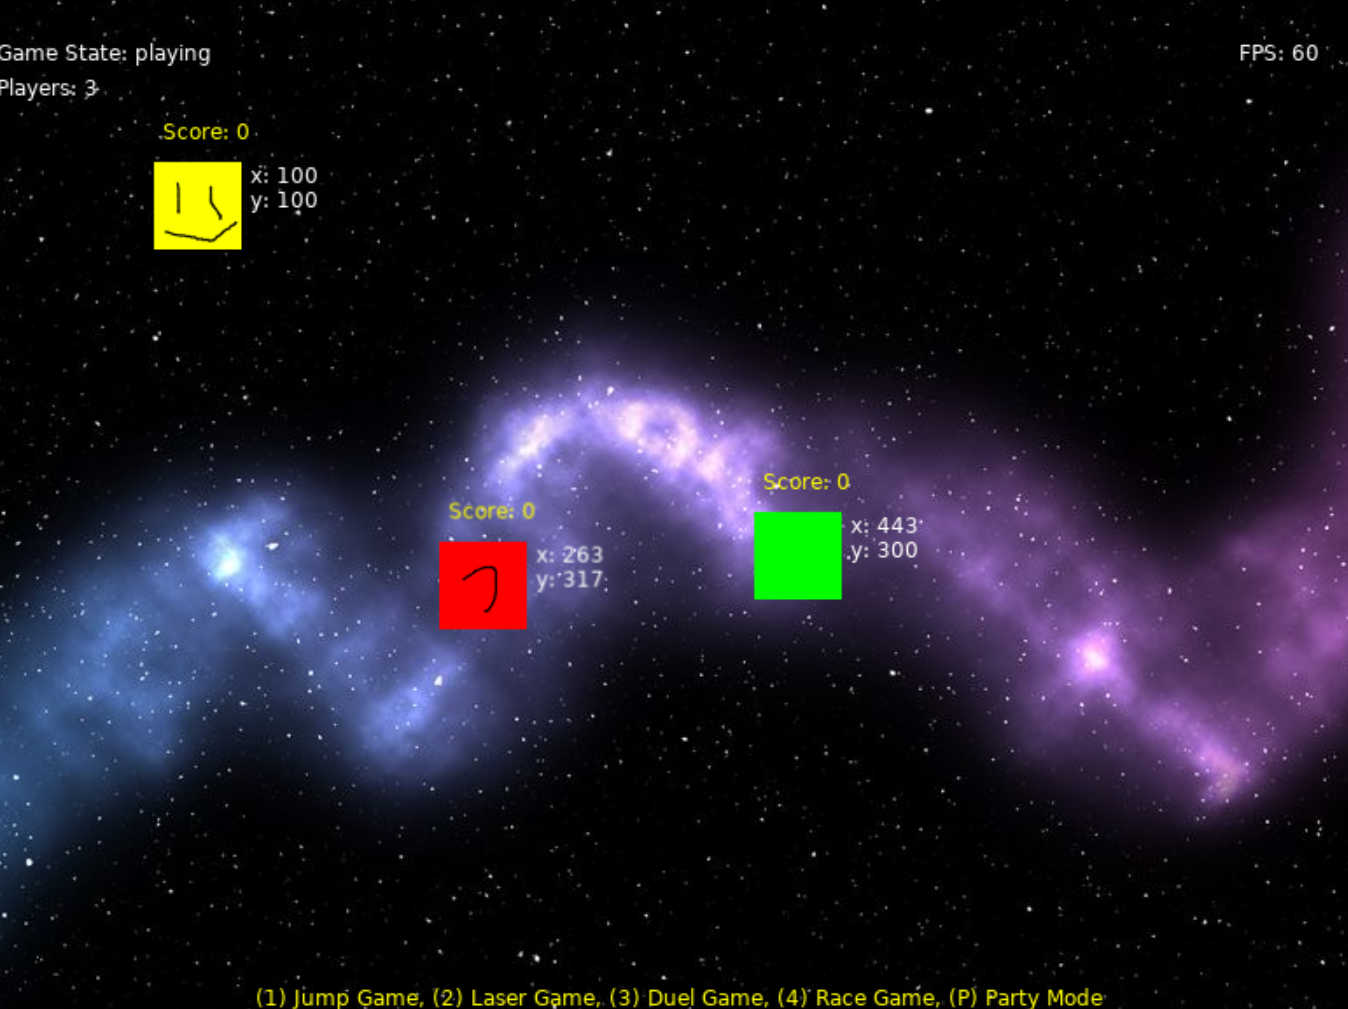 Game State: playing
FPS: 60
Players: 3
Score: 0
x: 100
y: 100
Score: 0
x: 443
y: 300
Score: 0
x: 263
y: 317
(1) Jump Game, (2) Laser Game, (3) Duel Game, (4) Race Game, (P) Party Mode